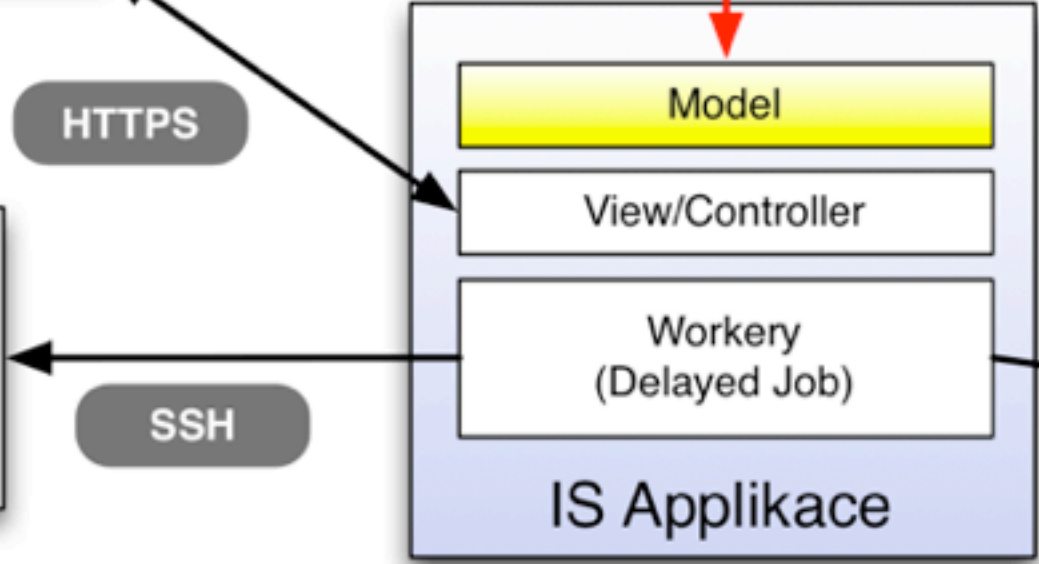 HTTPS
Model
View/Controller
Workery
(Delayed Job)
SSH
IS Applikace